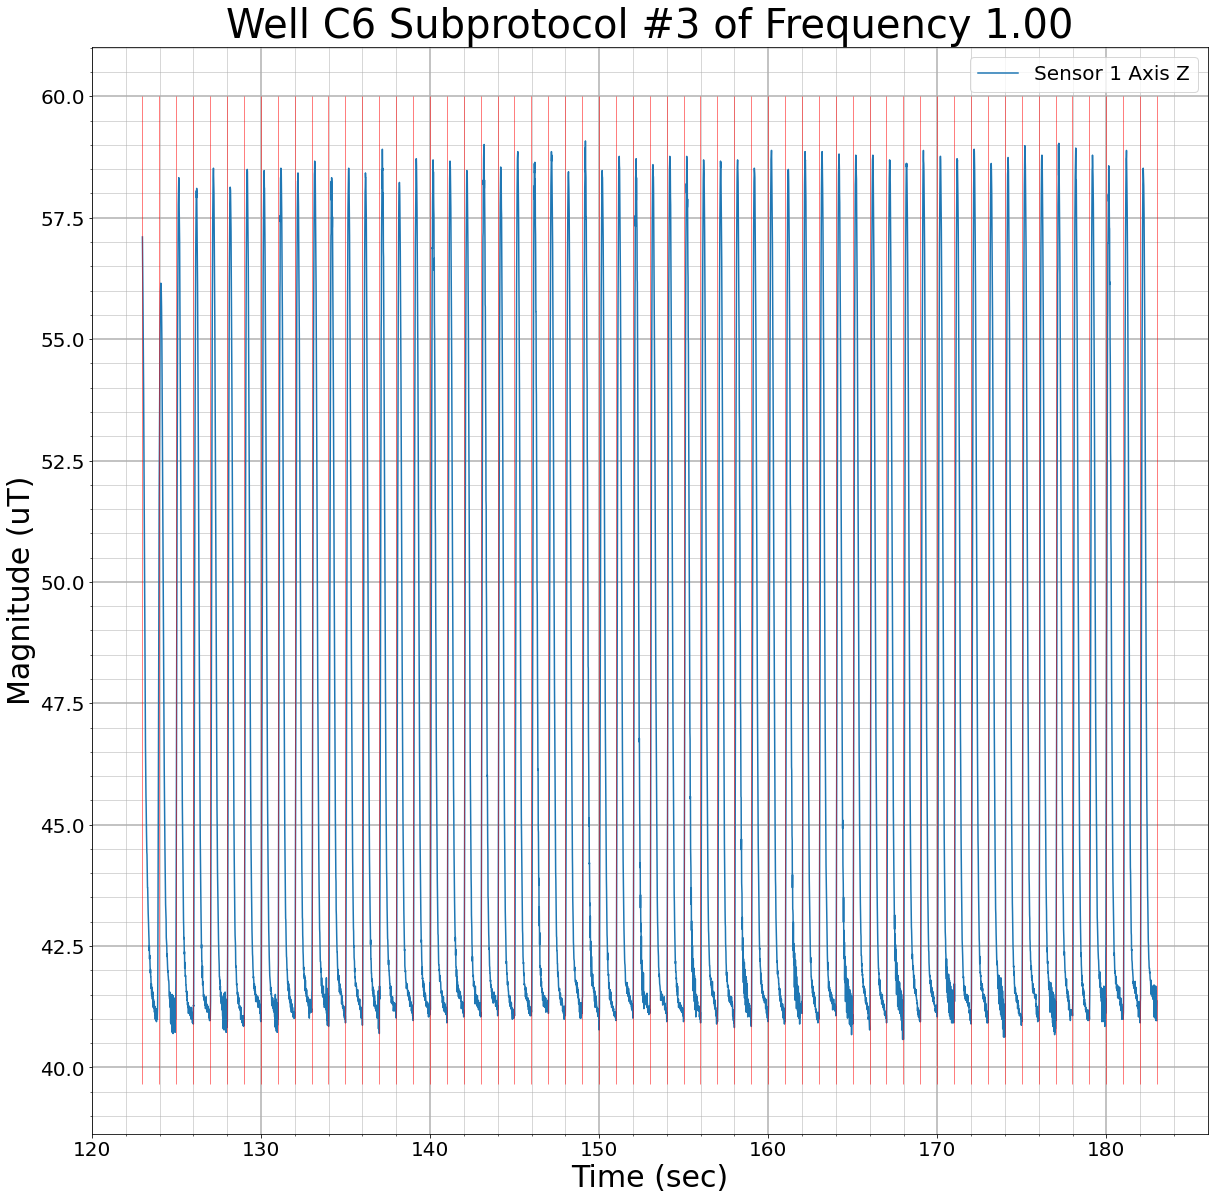 Well C6 Subprotocol #3 of Frequency 1.00
Sensor 1 Axis Z
60.0
57.5
55.0
52.5
50.0
47.5
45.0
42.5
40.0
Magnitude (uT)
120 130 140 150 160 170 180
Time (sec)